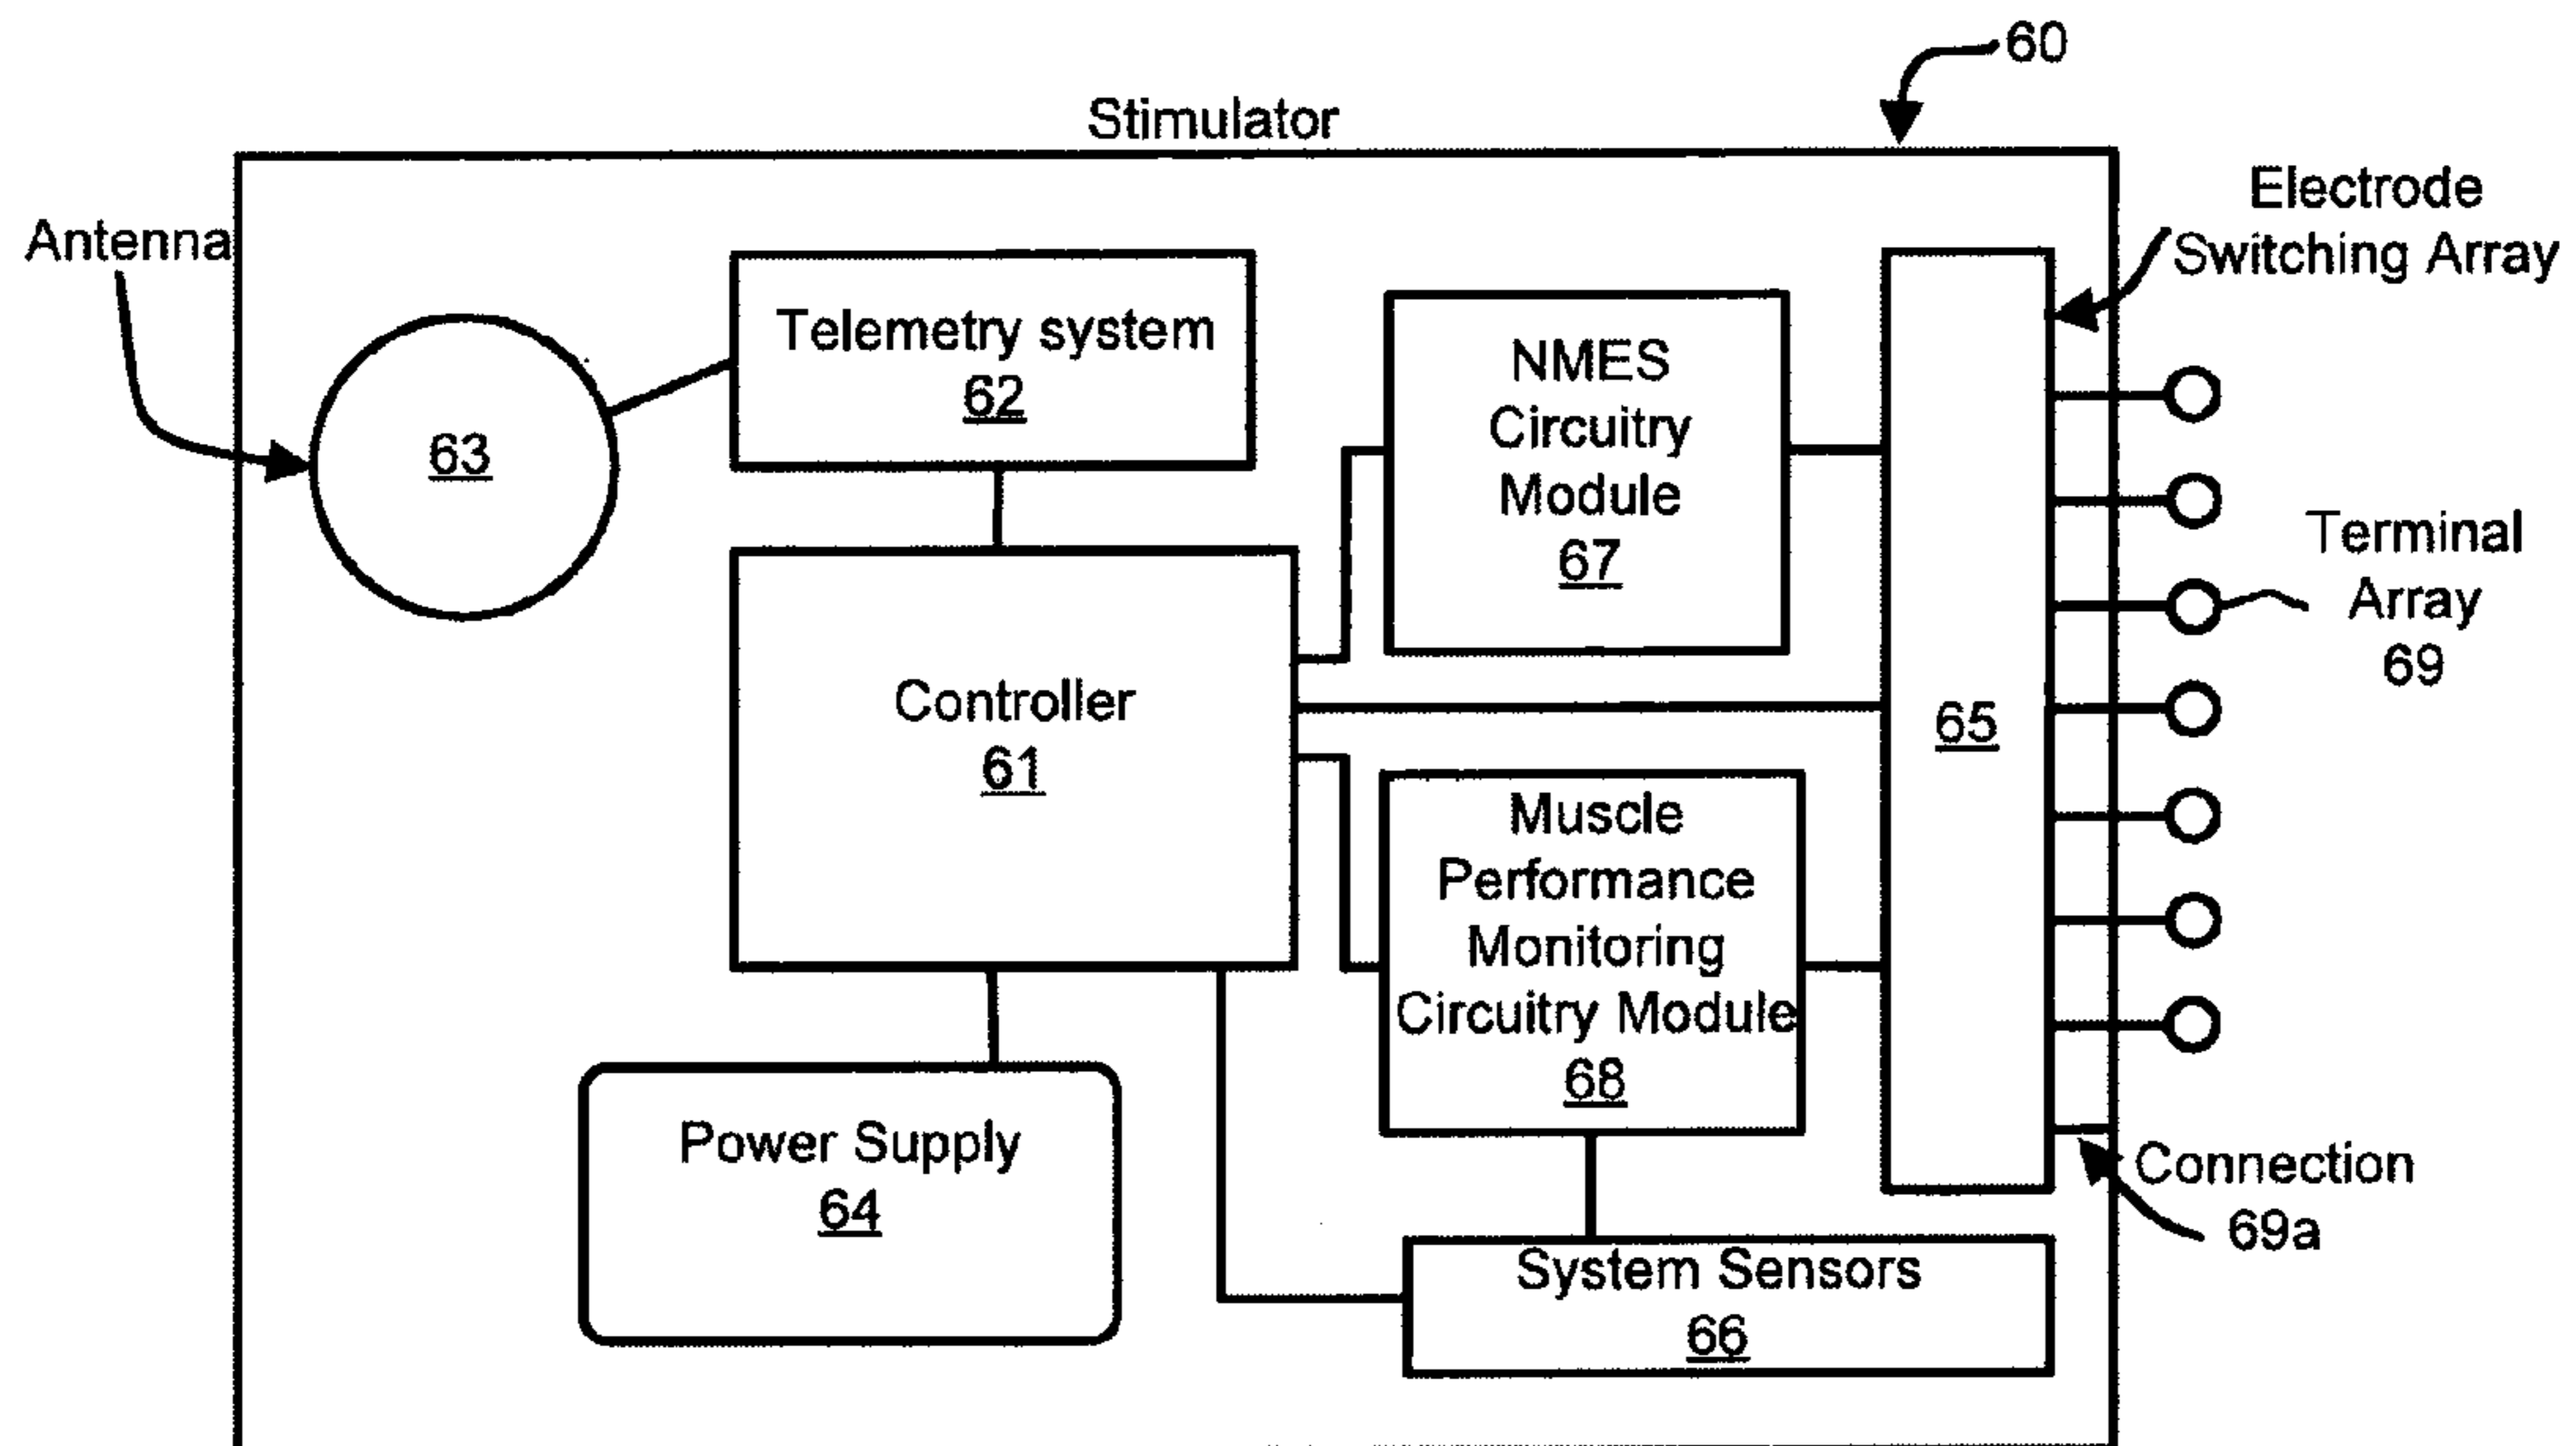 60
Stimulator
Electrode
Switching Array
Antenna
Telemetry system
62
63
NMES
Circuitry
Module
67
Terminal
Array
69
Controller
61
65
Muscle
Performance
Monitoring
Circuitry Module
68
Power Supply
64
Connection
69a
System Sensors
66